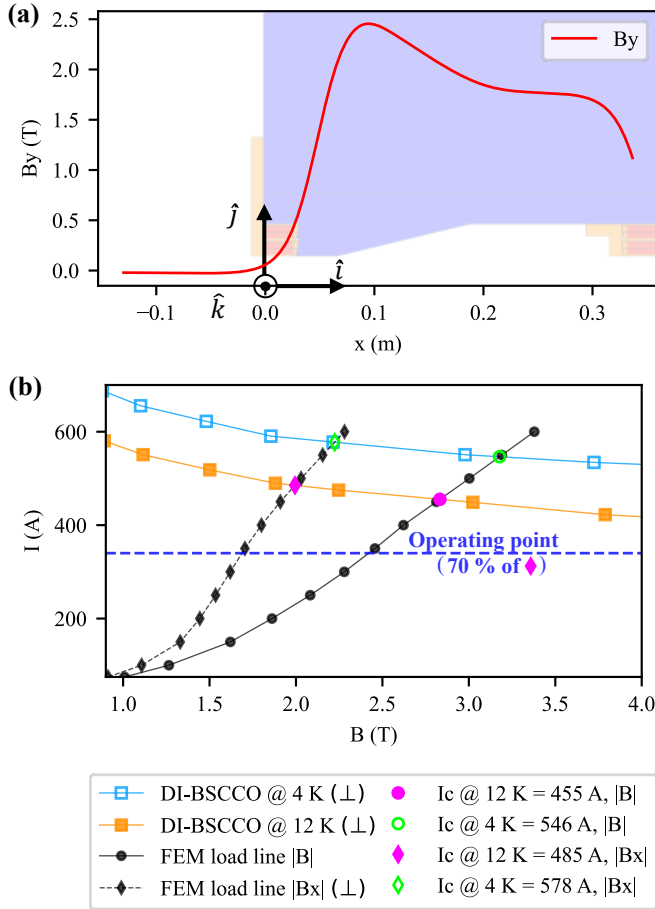 (a)
2.5
2.0
1.5
1.0
0.5
0.0
By (T)
By
ĵ
k̂
î
−0.1
0.0
0.1
0.2
0.3
x (m)
(b)
600
400
200
I (A)
Operating point
(70 % of ♦)
1.0
1.5
2.0
2.5
3.0
3.5
4.0
B (T)
DI-BSCCO @ 4 K (⊥)
DI-BSCCO @ 12 K (⊥)
FEM load line |B|
FEM load line |Bx| (⊥)
Ic @ 12 K = 455 A, |B|
Ic @ 4 K = 546 A, |B|
Ic @ 12 K = 485 A, |Bx|
Ic @ 4 K = 578 A, |Bx|